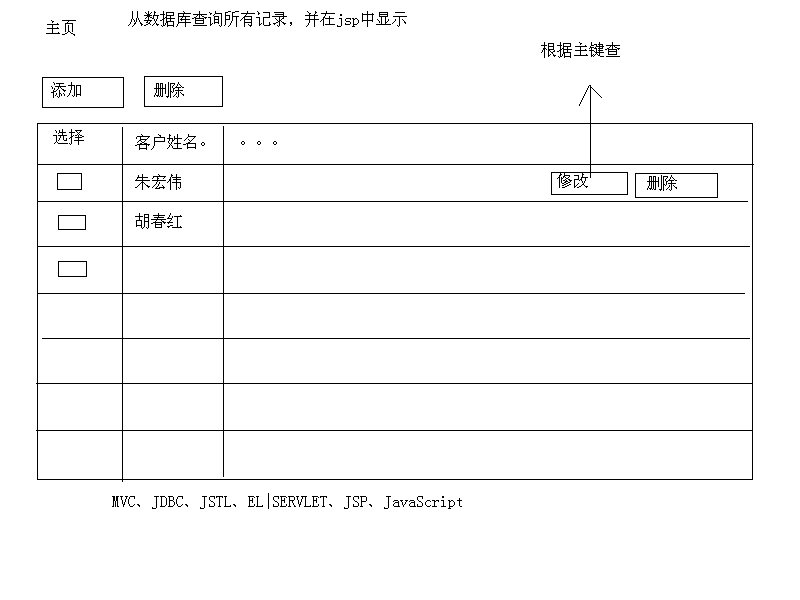 主页
从数据库查询所有记录，并在jsp中显示
根据主键查
添加
删除
选择
客户姓名。
。。。
朱宏伟
修改
删除
胡春红
MVC、JDBC、JSTL、EL|SERVLET、JSP、JavaScript